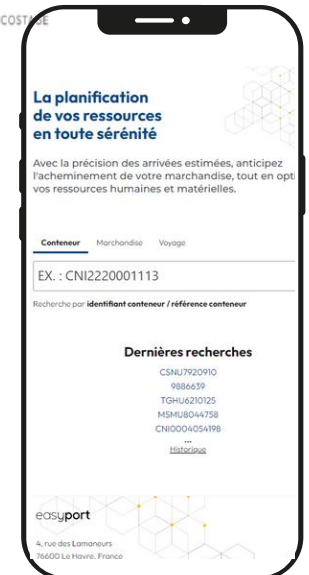 La planification
de vos ressources
en toute sérénité
Avec la précision des arrivées estimées, anticipez
l'acheminement de votre marchandise, tout en opti
vos ressources humaines et matérielles.
Conteneur Marchandise Voyage
EX. : CNI2220001113
Recherche par identifiant conteneur / référence conteneur
Dernières recherches
CSNU7920910
9886639
TGHU6210125
MSMU8044758
CNI0004054198
...
Historique
easyport
4, rue des Lamaneurs
76600 Le Havre, France